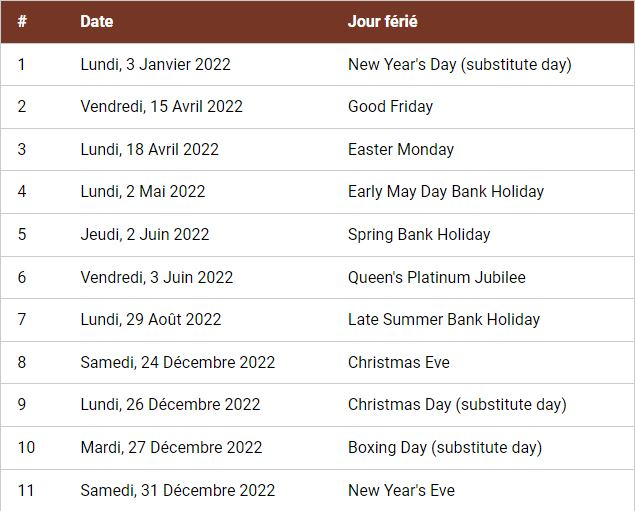 # Date Jour férié
1 Lundi, 3 Janvier 2022 New Year's Day (substitute day)
2 Vendredi, 15 Avril 2022 Good Friday
3 Lundi, 18 Avril 2022 Easter Monday
4 Lundi, 2 Mai 2022 Early May Day Bank Holiday
5 Jeudi, 2 Juin 2022 Spring Bank Holiday
6 Vendredi, 3 Juin 2022 Queen's Platinum Jubilee
7 Lundi, 29 Août 2022 Late Summer Bank Holiday
8 Samedi, 24 Décembre 2022 Christmas Eve
9 Lundi, 26 Décembre 2022 Christmas Day (substitute day)
10 Mardi, 27 Décembre 2022 Boxing Day (substitute day)
11 Samedi, 31 Décembre 2022 New Year's Eve